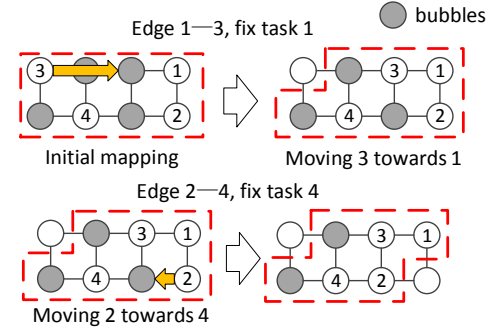 Edge 1—3, fix task 1
bubbles
3 1
4 2
3 1
4 2
Initial mapping
Moving 3 towards 1
Edge 2—4, fix task 4
3 1
4 2
3 1
4 2
Moving 2 towards 4